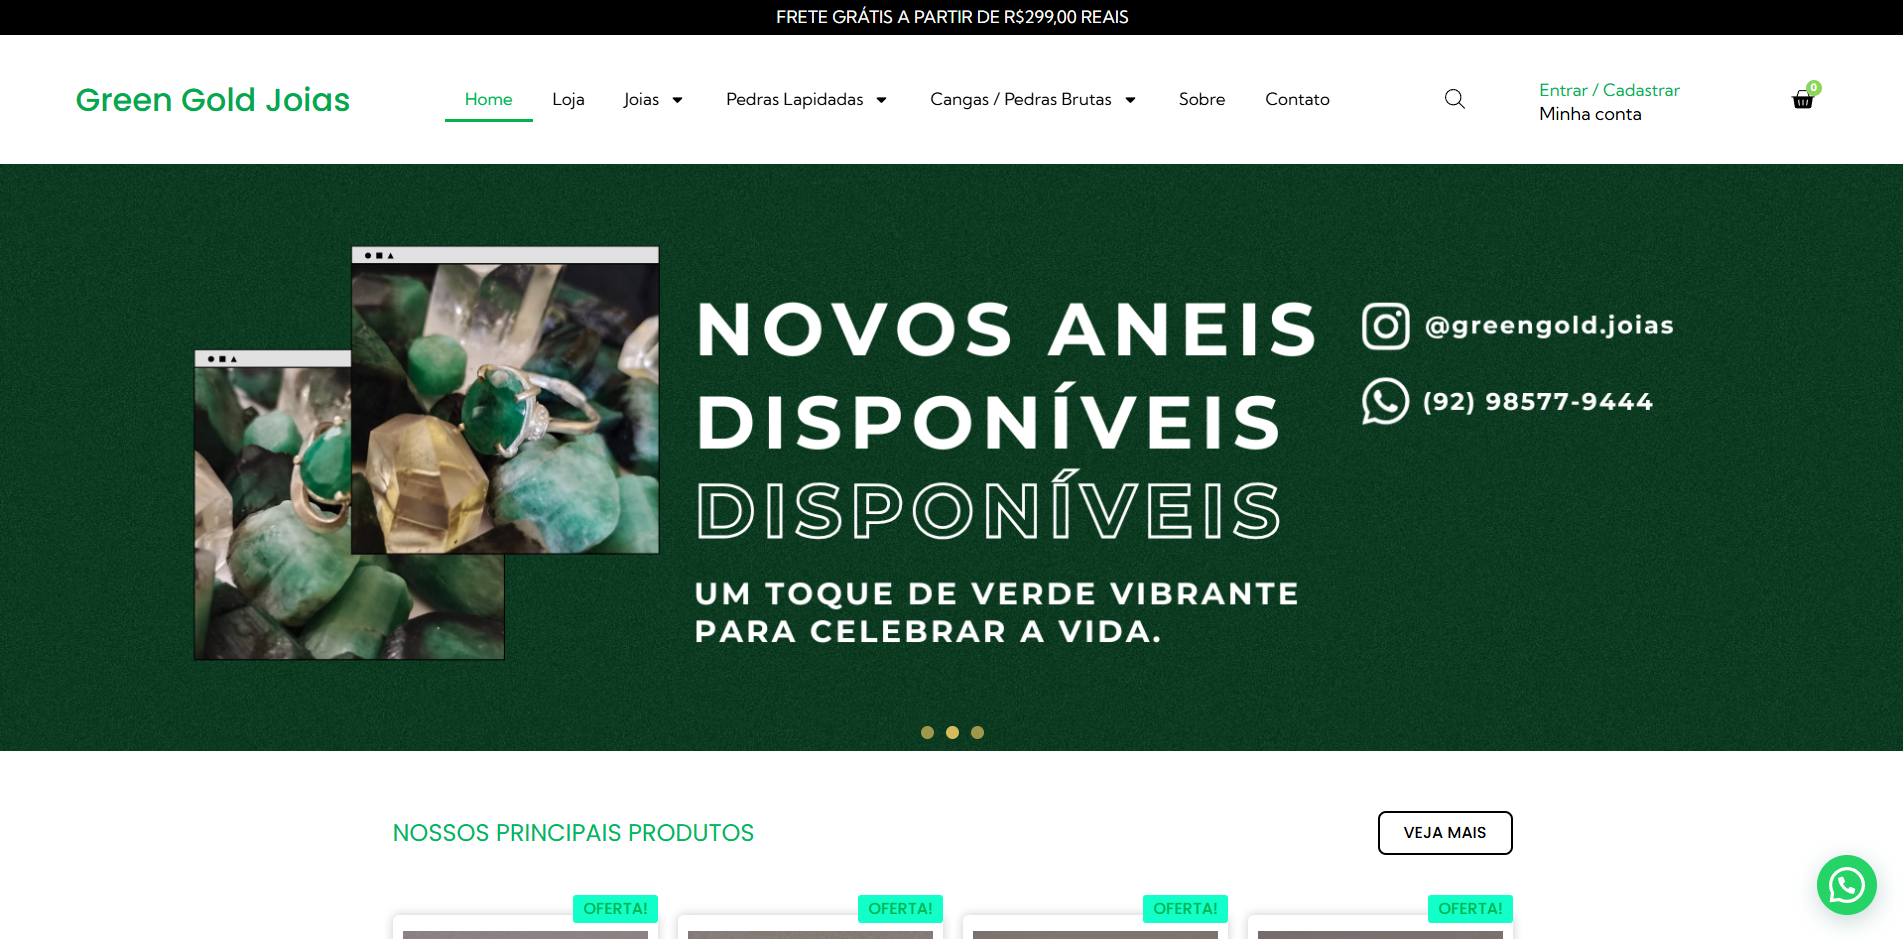 FRETE GRÁTIS A PARTIR DE R$299,00 REAIS
Green Gold Joias
Home
Loja
Joias
Pedras Lapidadas
Cangas / Pedras Brutas
Sobre
Contato
Entrar / Cadastrar
Minha conta
0
NOVOS ANEIS
DISPONÍVEIS
DISPONÍVEIS
UM TOQUE DE VERDE VIBRANTE
PARA CELEBRAR A VIDA.
@greengold.joias
(92) 98577-9444
NOSSOS PRINCIPAIS PRODUTOS
VEJA MAIS
OFERTA!
OFERTA!
OFERTA!
OFERTA!